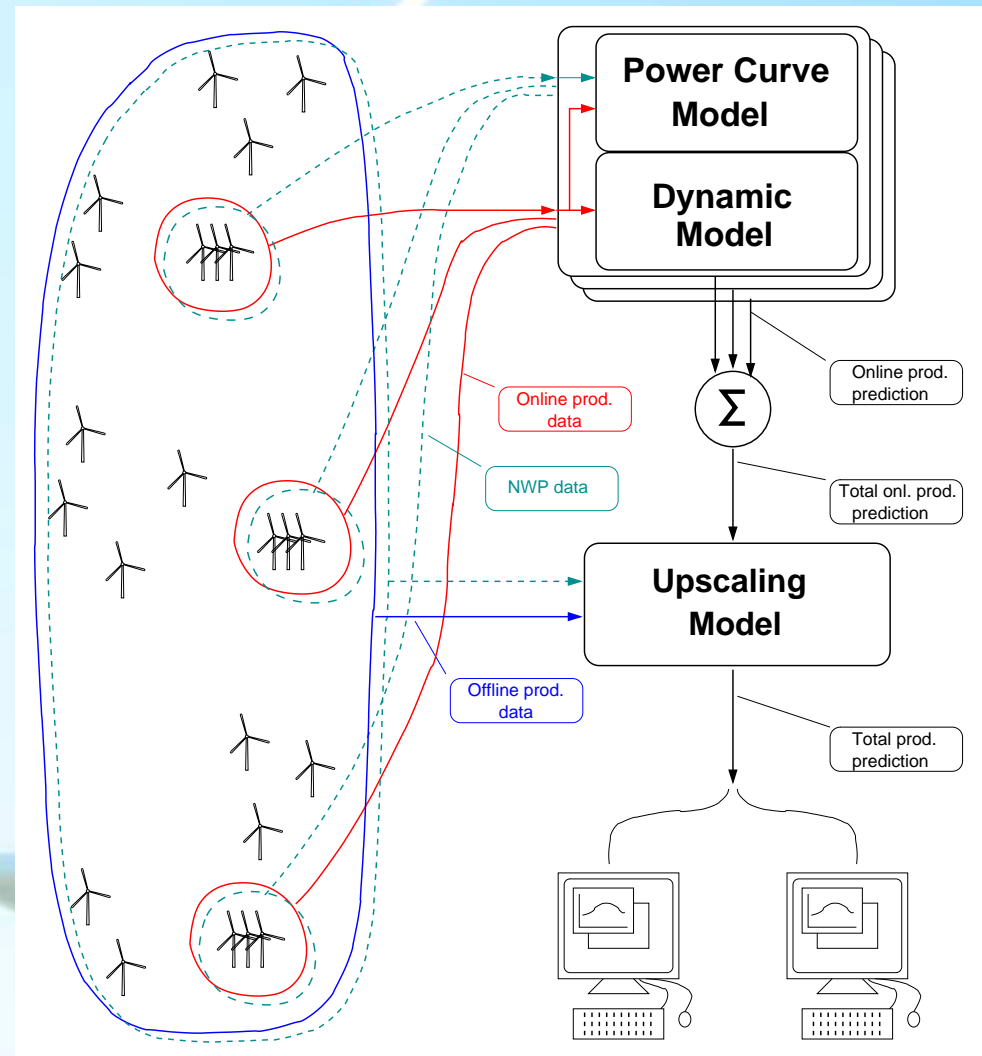 Power Curve
Model
Dynamic
Model
Online prod.
prediction
Σ
Online prod.
data
NWP data
Total onl. prod.
prediction
Upscaling
Model
Offline prod.
data
Total prod.
prediction